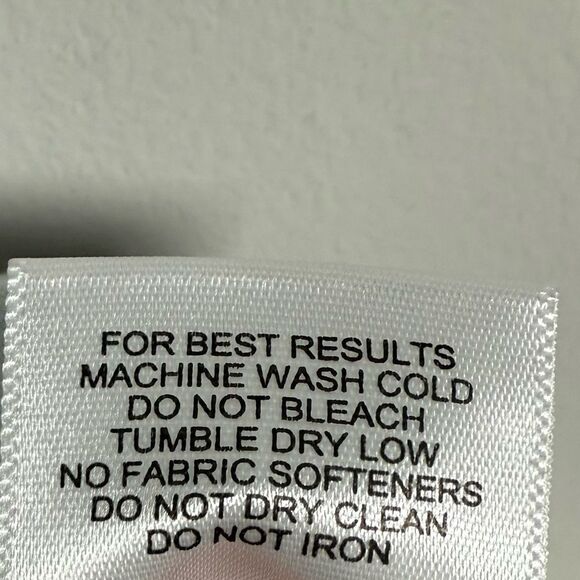 FOR BEST RESULTS
MACHINE WASH COLD
DO NOT BLEACH
TUMBLE DRY LOW
NO FABRIC SOFTENERS
DO NOT DRY CLEAN
DO NOT IRON